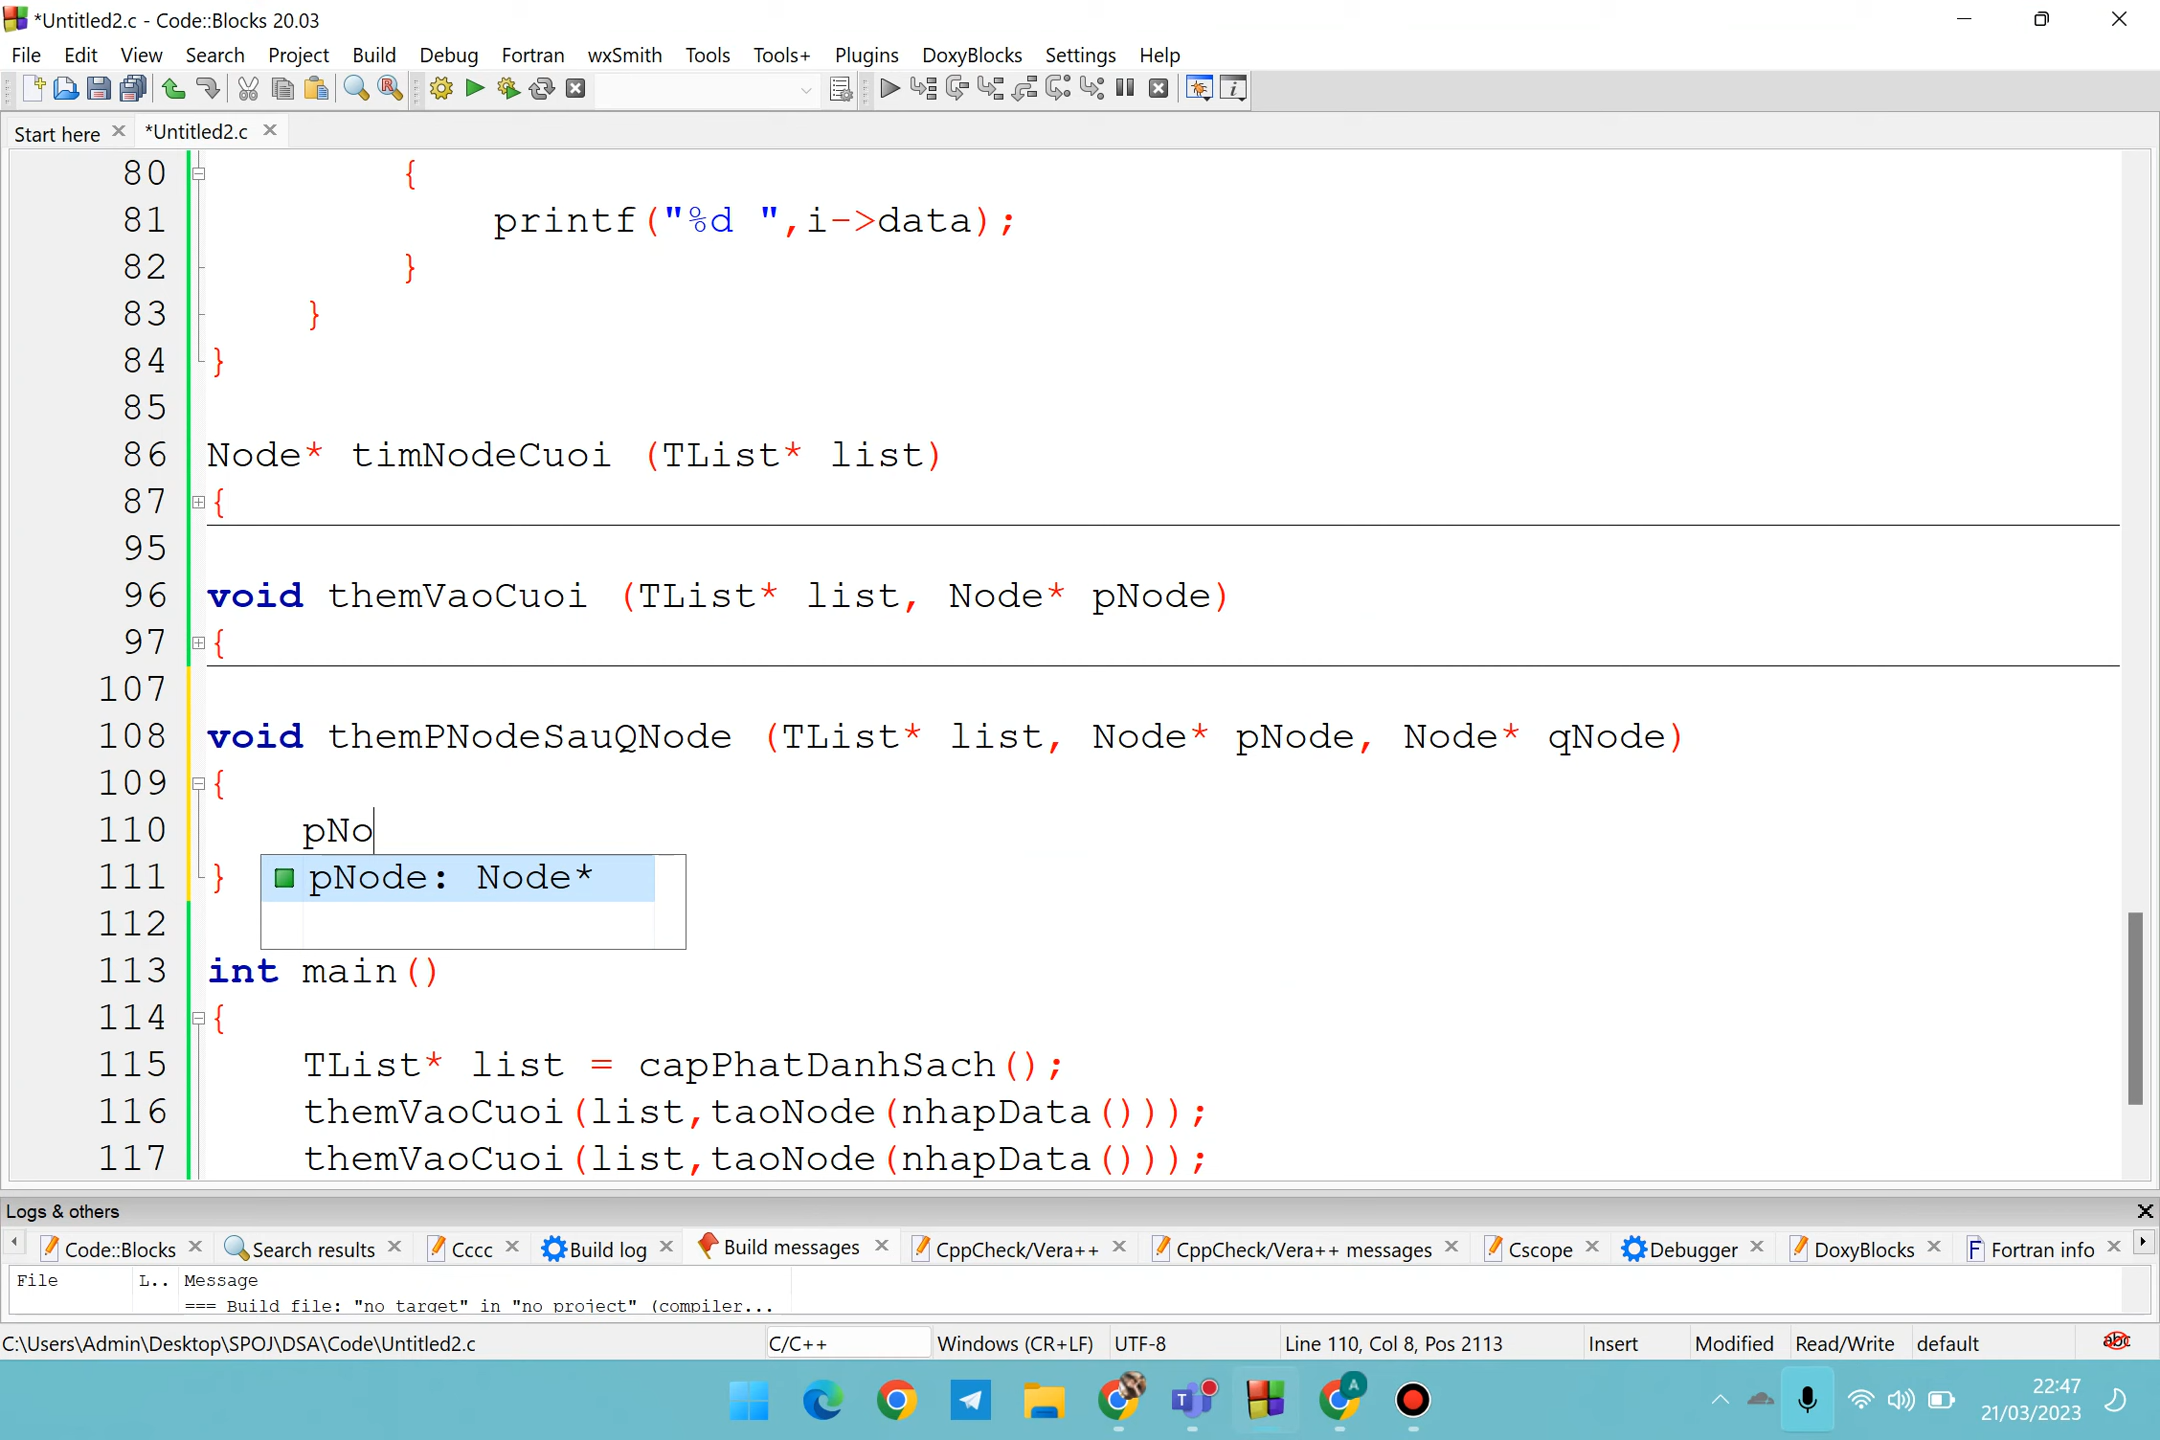 *Untitled2.c - Code::Blocks 20.03
File Edit View Search Project Build Debug Fortran wxSmith Tools Tools+ Plugins DoxyBlocks Settings Help
Start here *Untitled2.c
80 {
81 printf("%d ",i->data);
82 }
83 }
84 }
85
86 Node* timNodeCuoi (TList* list)
87 {
95
96 void themVaoCuoi (TList* list, Node* pNode)
97 {
107
108 void themPNodeSauQNode (TList* list, Node* pNode, Node* qNode)
109 {
110 pNo
111 }
pNode: Node*
112
113 int main()
114 {
115 TList* list = capPhatDanhSach();
116 themVaoCuoi(list,taoNode(nhapData()));
117 themVaoCuoi(list,taoNode(nhapData()));
Logs & others
Code::Blocks Search results Cccc Build log Build messages CppCheck/Vera++ CppCheck/Vera++ messages Cscope Debugger DoxyBlocks Fortran info
File L.. Message
=== Build file: "no target" in "no project" (compiler...
C:\Users\Admin\Desktop\SPOJ\DSA\Code\Untitled2.c C/C++ Windows (CR+LF) UTF-8 Line 110, Col 8, Pos 2113 Insert Modified Read/Write default abc
22:47
21/03/2023